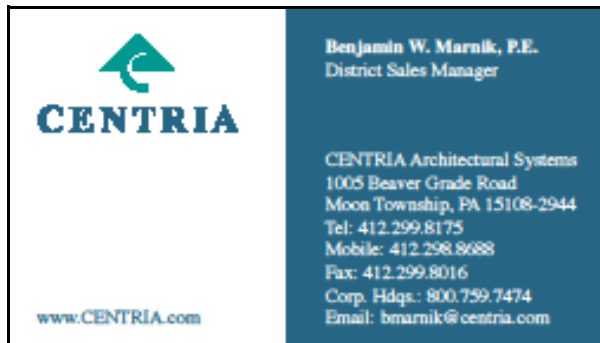 CENTRIA
www.CENTRIA.com
Benjamin W. Marnik, P.E.
District Sales Manager
CENTRIA Architectural Systems
1005 Beaver Grade Road
Moon Township, PA 15108-2944
Tel: 412.299.8175
Mobile: 412.298.8688
Fax: 412.299.8016
Corp. Hdqs.: 800.759.7474
Email: bmarnik@centria.com